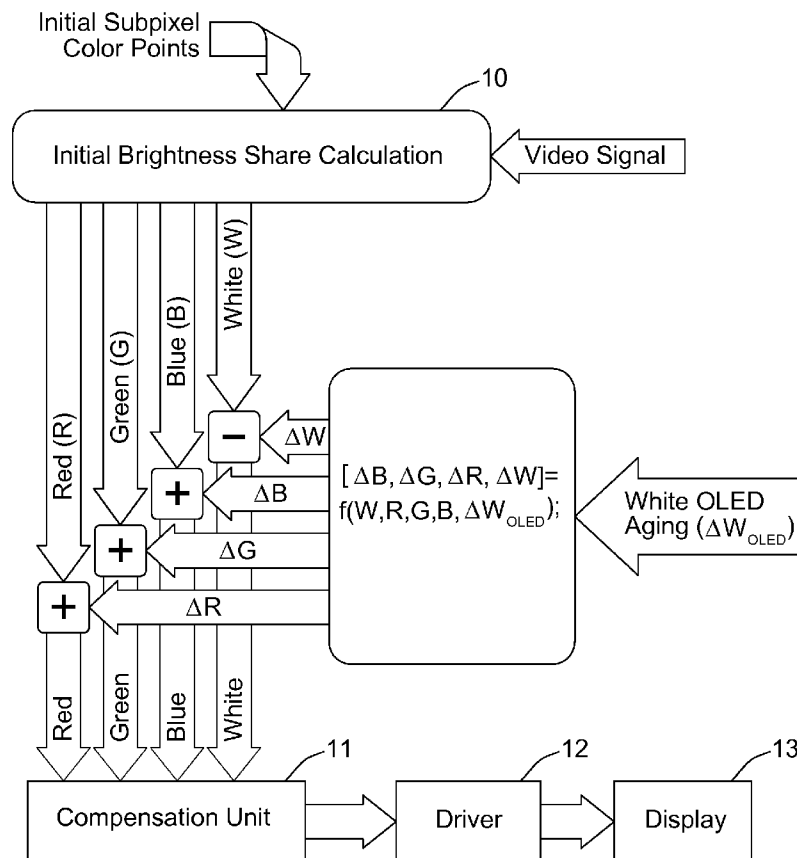 Initial Subpixel
Color Points
10
Initial Brightness Share Calculation
Video Signal
Red (R)
Green (G)
Blue (B)
White (W)
−
ΔW
+
ΔB
+
ΔG
+
ΔR
[ΔB, ΔG, ΔR, ΔW]=
f(W,R,G,B, ΔW_OLED);
White OLED
Aging (ΔW_OLED)
Red
Green
Blue
White
11
Compensation Unit
12
Driver
13
Display